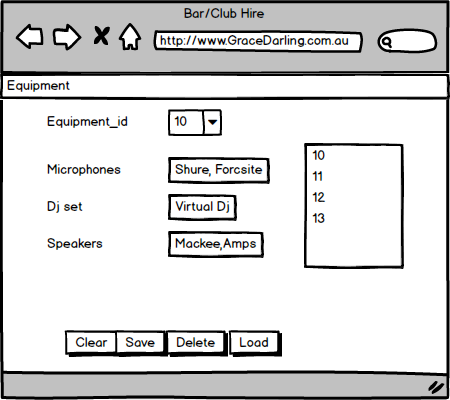 Bar/Club Hire
http://www.GraceDarling.com.au
Equipment
Equipment_id 10
Microphones Shure, Forcsite
Dj set Virtual Dj
Speakers Mackee,Amps
10
11
12
13
Clear Save Delete Load